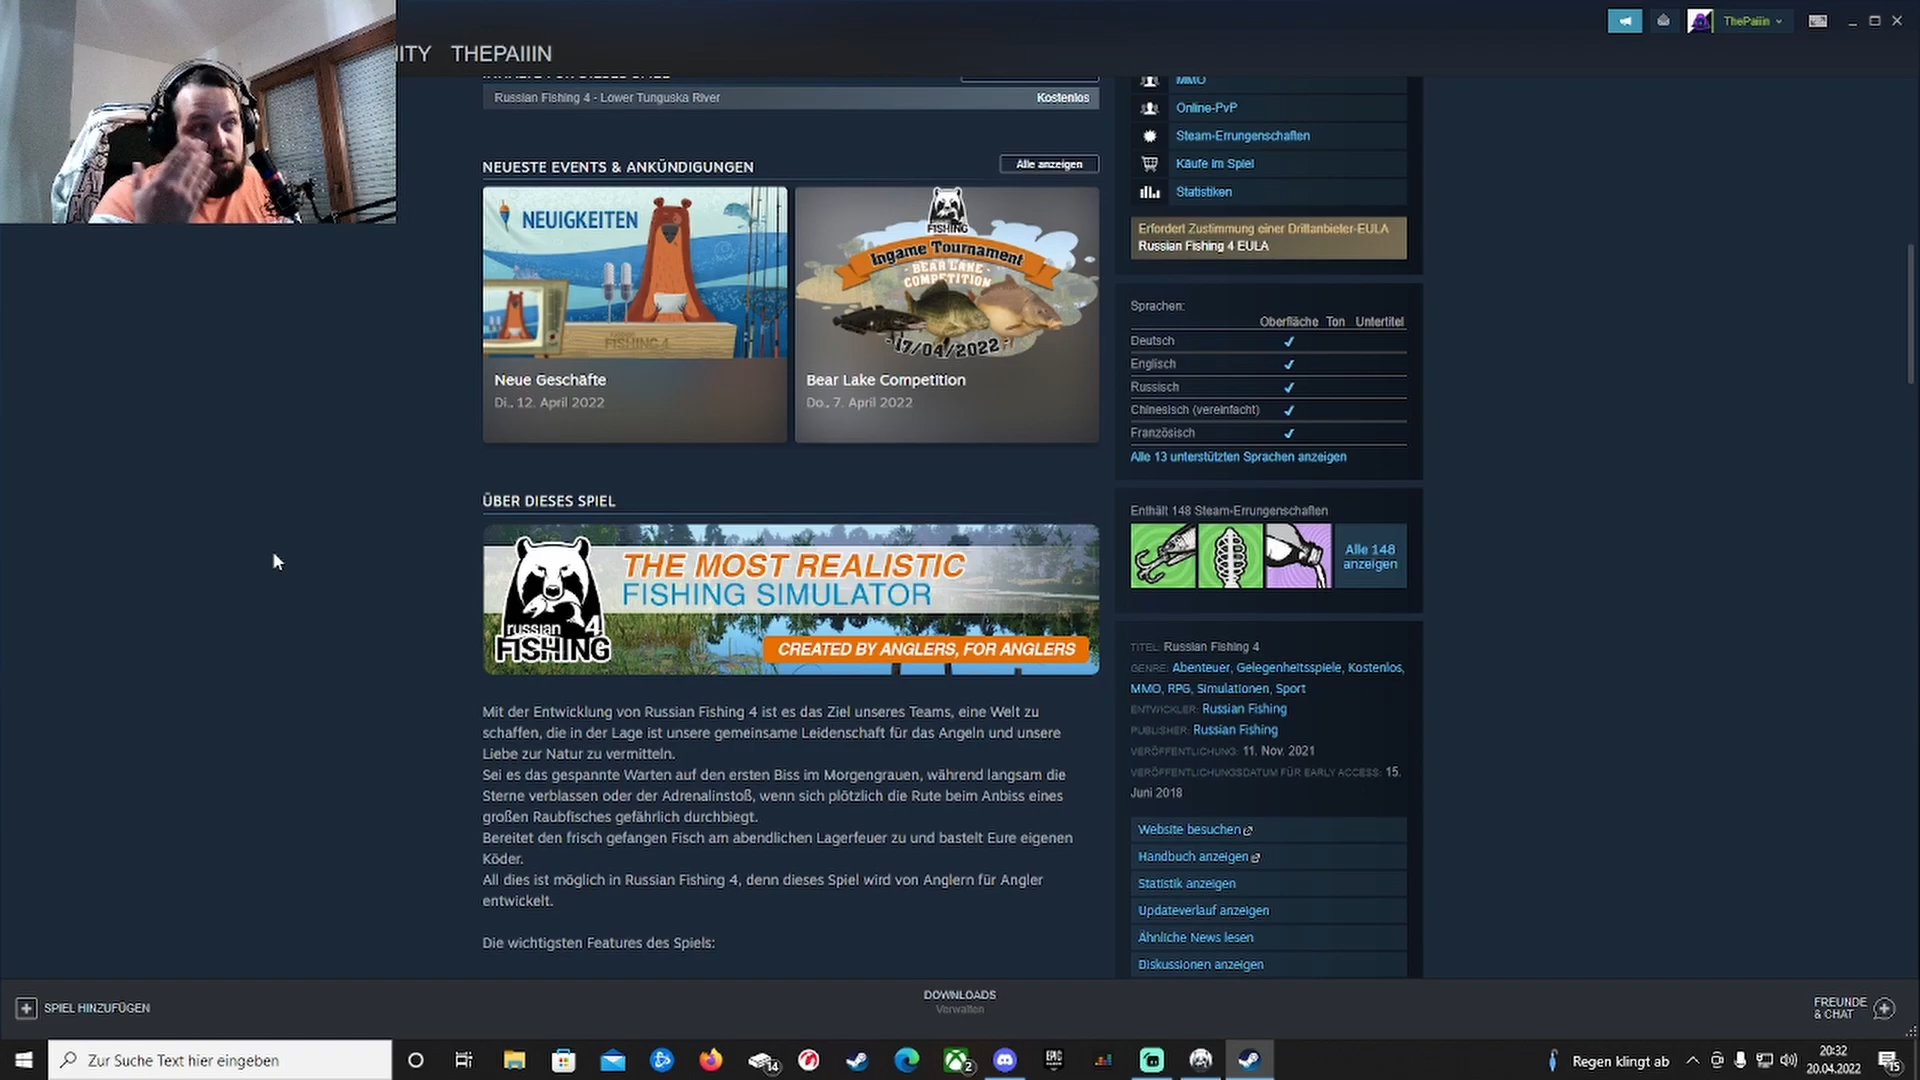 ThePaiiin
ITY THEPAIIIN
Russian Fishing 4 - Lower Tunguska River Kostenlos
NEUESTE EVENTS & ANKÜNDIGUNGEN
Alle anzeigen
NEUIGKEITEN
FISHING 4
Neue Geschäfte
Di., 12. April 2022
FISHING
Ingame Tournament
- BEAR LAKE -
COMPETITION
- 17/04/2022 -
Bear Lake Competition
Do., 7. April 2022
ÜBER DIESES SPIEL
russian 4
FISHING
THE MOST REALISTIC
FISHING SIMULATOR
CREATED BY ANGLERS, FOR ANGLERS
Mit der Entwicklung von Russian Fishing 4 ist es das Ziel unseres Teams, eine Welt zu
schaffen, die in der Lage ist unsere gemeinsame Leidenschaft für das Angeln und unsere
Liebe zur Natur zu vermitteln.
Sei es das gespannte Warten auf den ersten Biss im Morgengrauen, während langsam die
Sterne verblassen oder der Adrenalinstoß, wenn sich plötzlich die Rute beim Anbiss eines
großen Raubfisches gefährlich durchbiegt.
Bereitet den frisch gefangen Fisch am abendlichen Lagerfeuer zu und bastelt Eure eigenen
Köder.
All dies ist möglich in Russian Fishing 4, denn dieses Spiel wird von Anglern für Angler
entwickelt.
Die wichtigsten Features des Spiels:
MMO
Online-PvP
Steam-Errungenschaften
Käufe im Spiel
Statistiken
Erfordert Zustimmung einer Drittanbieter-EULA
Russian Fishing 4 EULA
Sprachen:
Oberfläche Ton Untertitel
Deutsch ✔
Englisch ✔
Russisch ✔
Chinesisch (vereinfacht) ✔
Französisch ✔
Alle 13 unterstützten Sprachen anzeigen
Enthält 148 Steam-Errungenschaften
Alle 148
anzeigen
TITEL: Russian Fishing 4
GENRE: Abenteuer, Gelegenheitsspiele, Kostenlos,
MMO, RPG, Simulationen, Sport
ENTWICKLER: Russian Fishing
PUBLISHER: Russian Fishing
VERÖFFENTLICHUNG: 11. Nov. 2021
VERÖFFENTLICHUNGSDATUM FÜR EARLY ACCESS: 15.
Juni 2018
Website besuchen
Handbuch anzeigen
Statistik anzeigen
Updateverlauf anzeigen
Ähnliche News lesen
Diskussionen anzeigen
SPIEL HINZUFÜGEN
DOWNLOADS
Verwalten
FREUNDE
& CHAT
Zur Suche Text hier eingeben
14
2
EPIC
GAMES
Regen klingt ab
20:32
20.04.2022
15